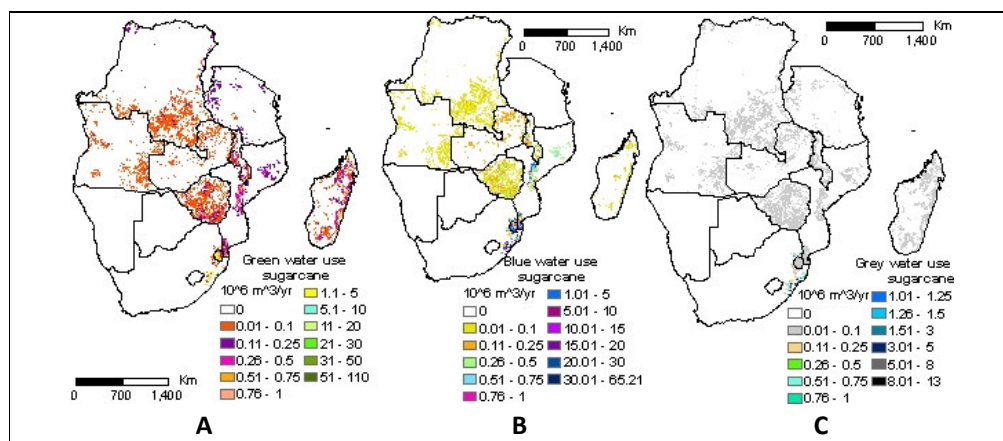 Km
0 700 1,400
Green water use
sugarcane
10^6 m^3/yr
0
0.01 - 0.1
0.11 - 0.25
0.26 - 0.5
0.51 - 0.75
0.76 - 1
1.1 - 5
5.1 - 10
11 - 20
21 - 30
31 - 50
51 - 110
Km
0 700 1,400
A
Km
0 700 1,400
Blue water use
sugarcane
10^6 m^3/yr
0
0.01 - 0.1
0.11 - 0.25
0.26 - 0.5
0.51 - 0.75
0.76 - 1
1.01 - 5
5.01 - 10
10.01 - 15
15.01 - 20
20.01 - 30
30.01 - 65.21
B
Km
0 700 1,400
Grey water use
sugarcane
10^6 m^3/yr
0
0.01 - 0.1
0.11 - 0.25
0.26 - 0.5
0.51 - 0.75
0.76 - 1
1.01 - 1.25
1.26 - 1.5
1.51 - 3
3.01 - 5
5.01 - 8
8.01 - 13
C